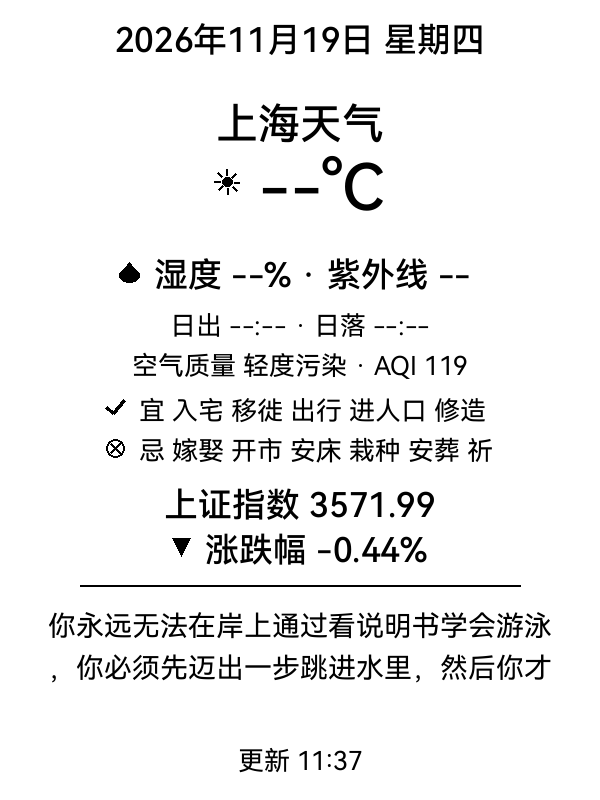 2026年11月19日 星期四
上海天气
--°C
湿度 --% · 紫外线 --
日出 --:-- · 日落 --:--
空气质量 轻度污染 · AQI 119
宜 入宅 移徙 出行 进人口 修造
忌 嫁娶 开市 安床 栽种 安葬 祈
上证指数 3571.99
▼ 涨跌幅 -0.44%
你永远无法在岸上通过看说明书学会游泳
，你必须先迈出一步跳进水里，然后你才
更新 11:37